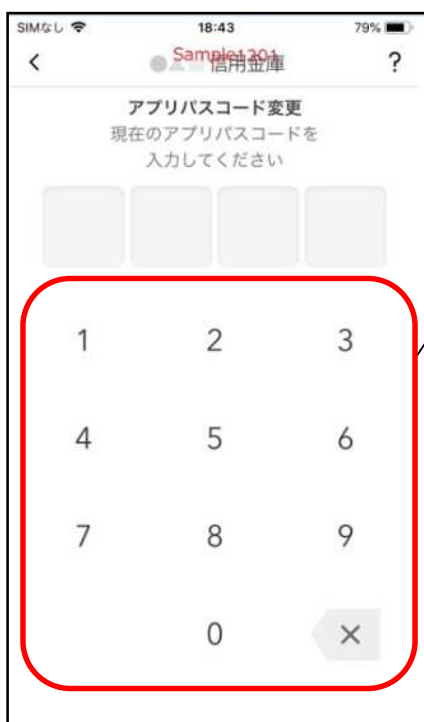 SIMなし 18:43 79%
< Sample1201 ?
●▲■信用金庫
アプリパスコード変更
現在のアプリパスコードを
入力してください
1 2 3
4 5 6
7 8 9
0 ×